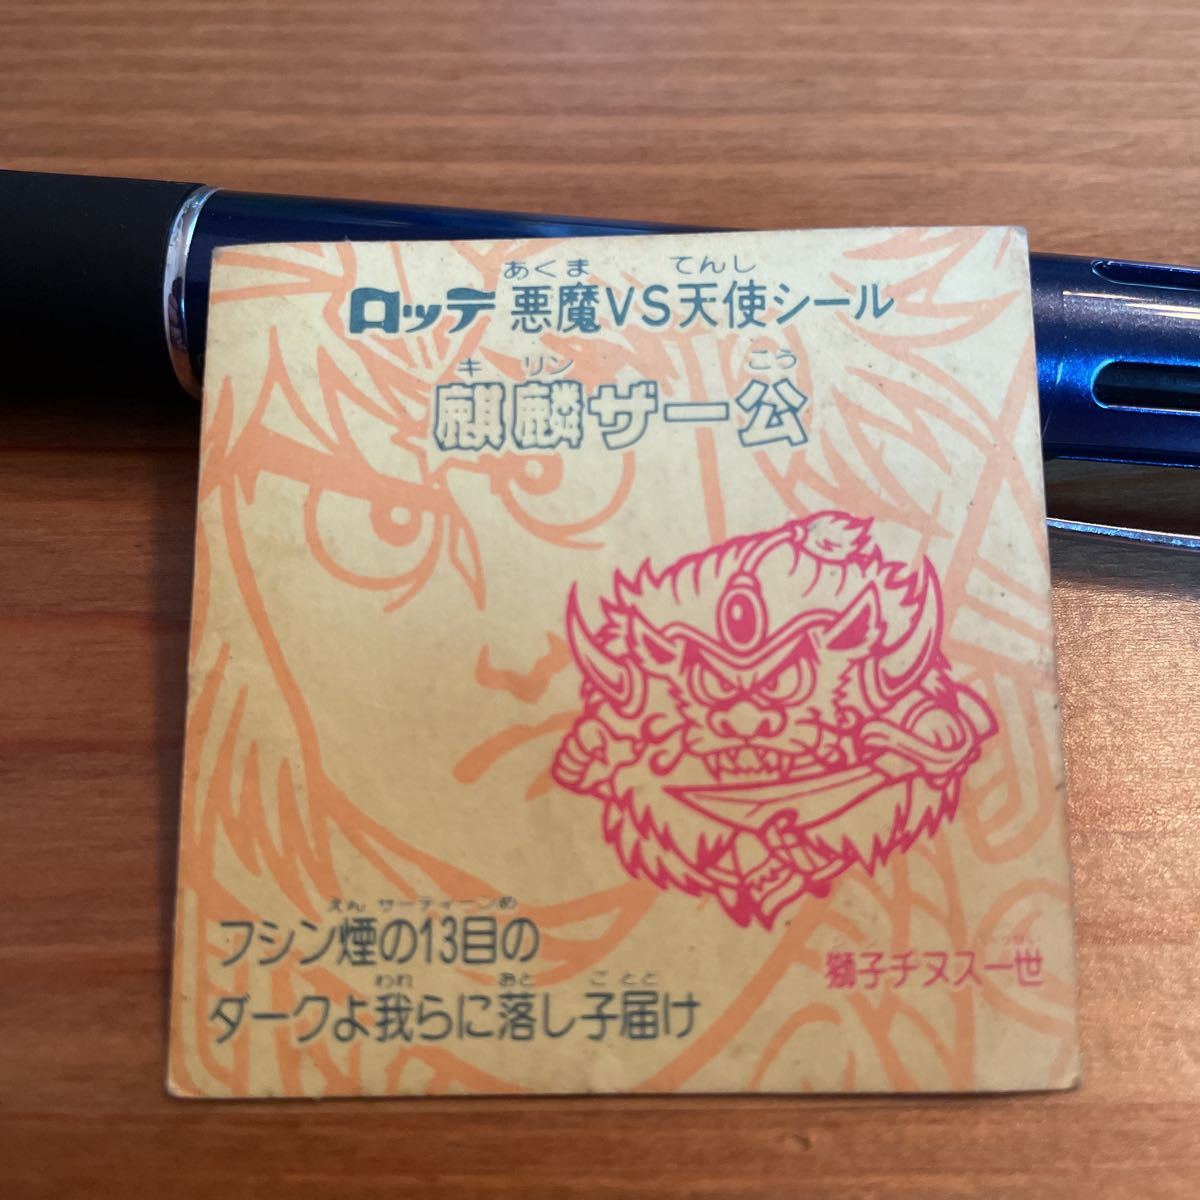 あくま てんし
ロッテ 悪魔VS天使シール
キ リン こう
麒麟ザー公
えん サーティーンめ
フシン煙の13目の
われ おと ご とど
ダークよ我らに落し子届け
獅子チヌス一世